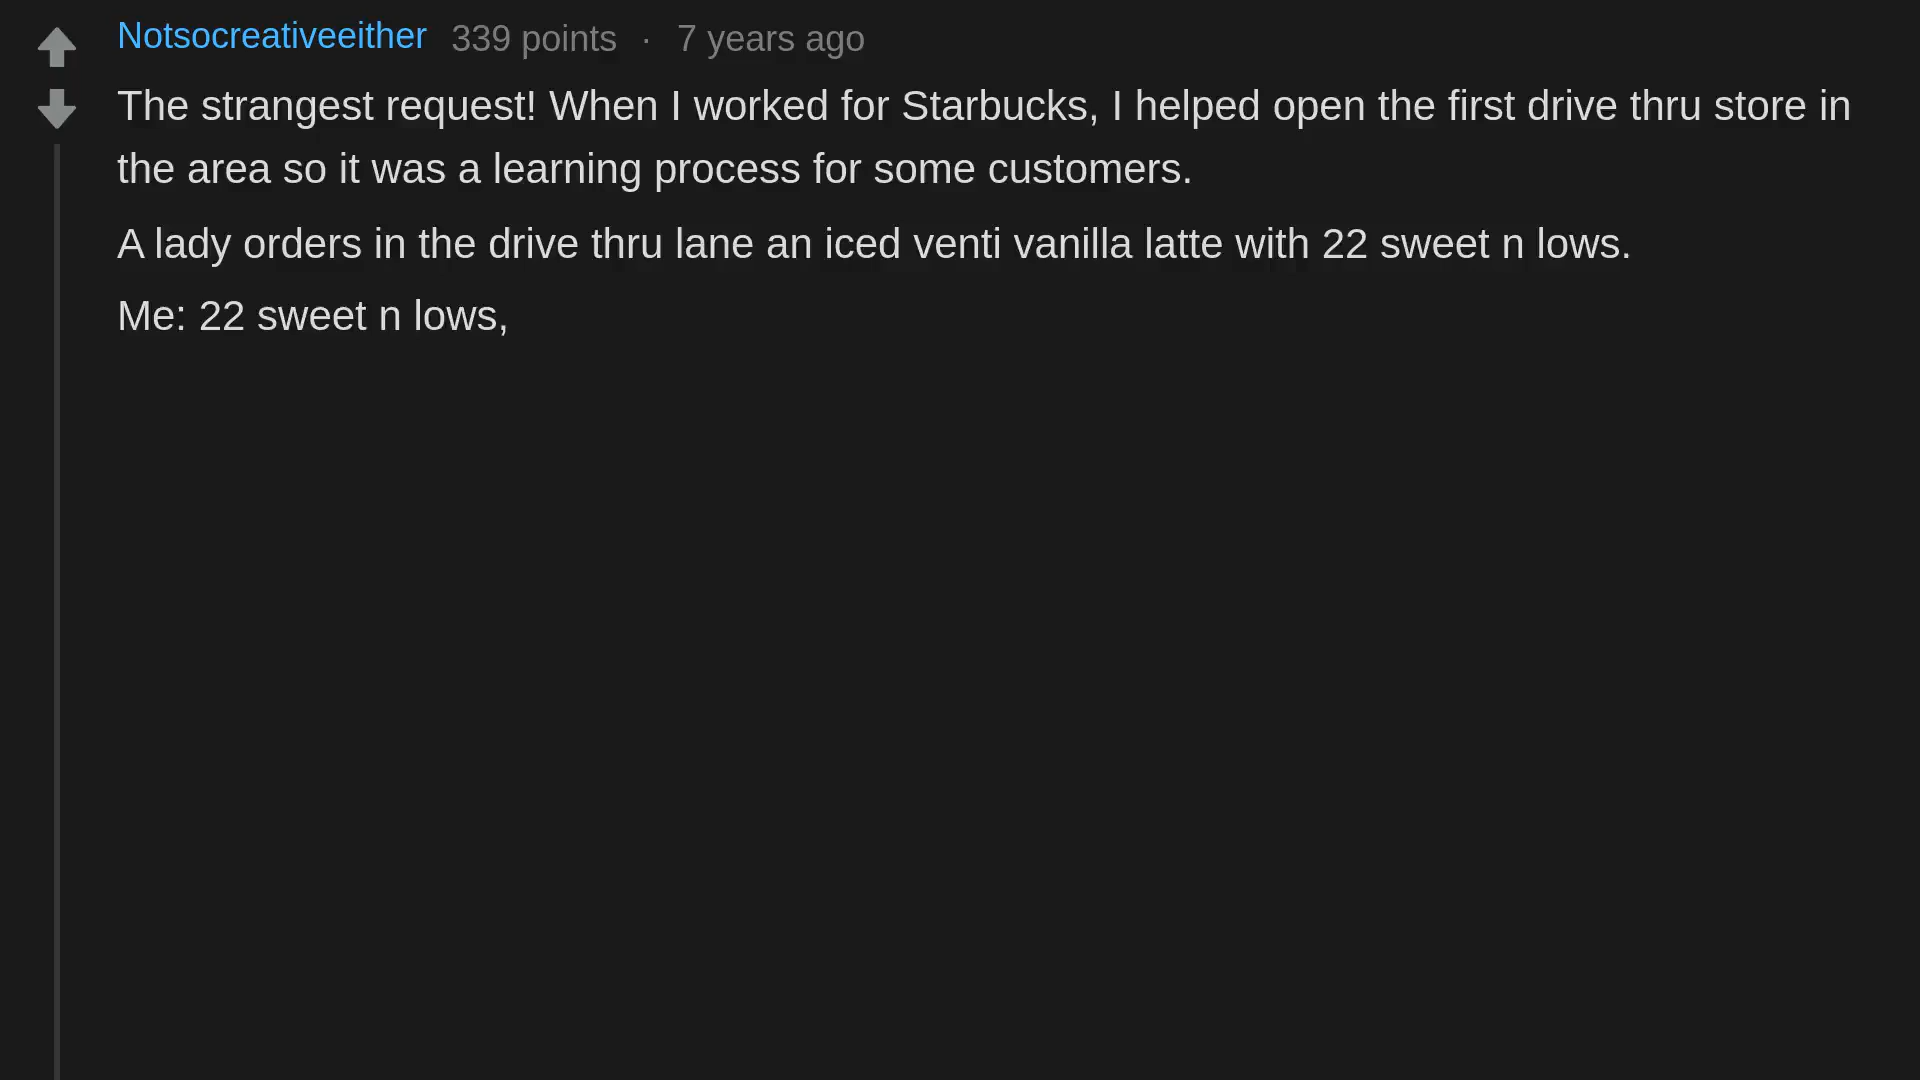 Notsocreativeeither 339 points · 7 years ago
The strangest request! When I worked for Starbucks, I helped open the first drive thru store in
the area so it was a learning process for some customers.
A lady orders in the drive thru lane an iced venti vanilla latte with 22 sweet n lows.
Me: 22 sweet n lows,